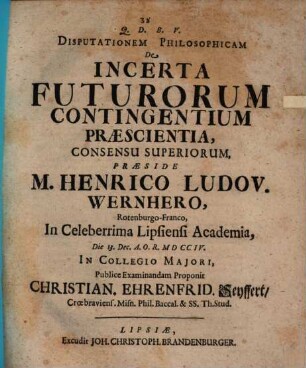 38
Q. D. B. V.
DISPUTATIONEM PHILOSOPHICAM
De
INCERTA
FUTURORUM
CONTINGENTIUM
PRÆSCIENTIA,
CONSENSU SUPERIORUM,
PRÆSIDE
M. HENRICO LUDOV.
WERNHERO,
Rotenburgo-Franco,
In Celeberrima Lipsiensi Academia,
Die 13. Dec. A. O. R. MDCCIV.
IN COLLEGIO MAJORI,
Publice Examinandam Proponit
CHRISTIAN. EHRENFRID. Seyffert/
Crœbraviens. Misn. Phil. Baccal. & SS. Th. Stud.
LIPSIÆ,
Excudit JOH. CHRISTOPH. BRANDENBURGER.